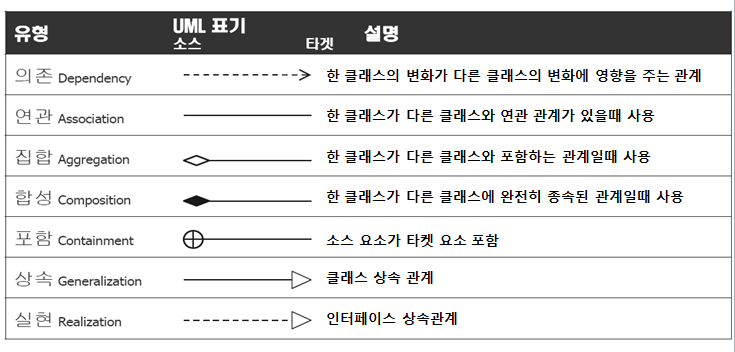 유형 UML 표기 설명
소스 타겟
의존 Dependency 한 클래스의 변화가 다른 클래스의 변화에 영향을 주는 관계
연관 Association 한 클래스가 다른 클래스와 연관 관계가 있을때 사용
집합 Aggregation 한 클래스가 다른 클래스와 포함하는 관계일때 사용
합성 Composition 한 클래스가 다른 클래스에 완전히 종속된 관계일때 사용
포함 Containment 소스 요소가 타켓 요소 포함
상속 Generalization 클래스 상속 관계
실현 Realization 인터페이스 상속관계